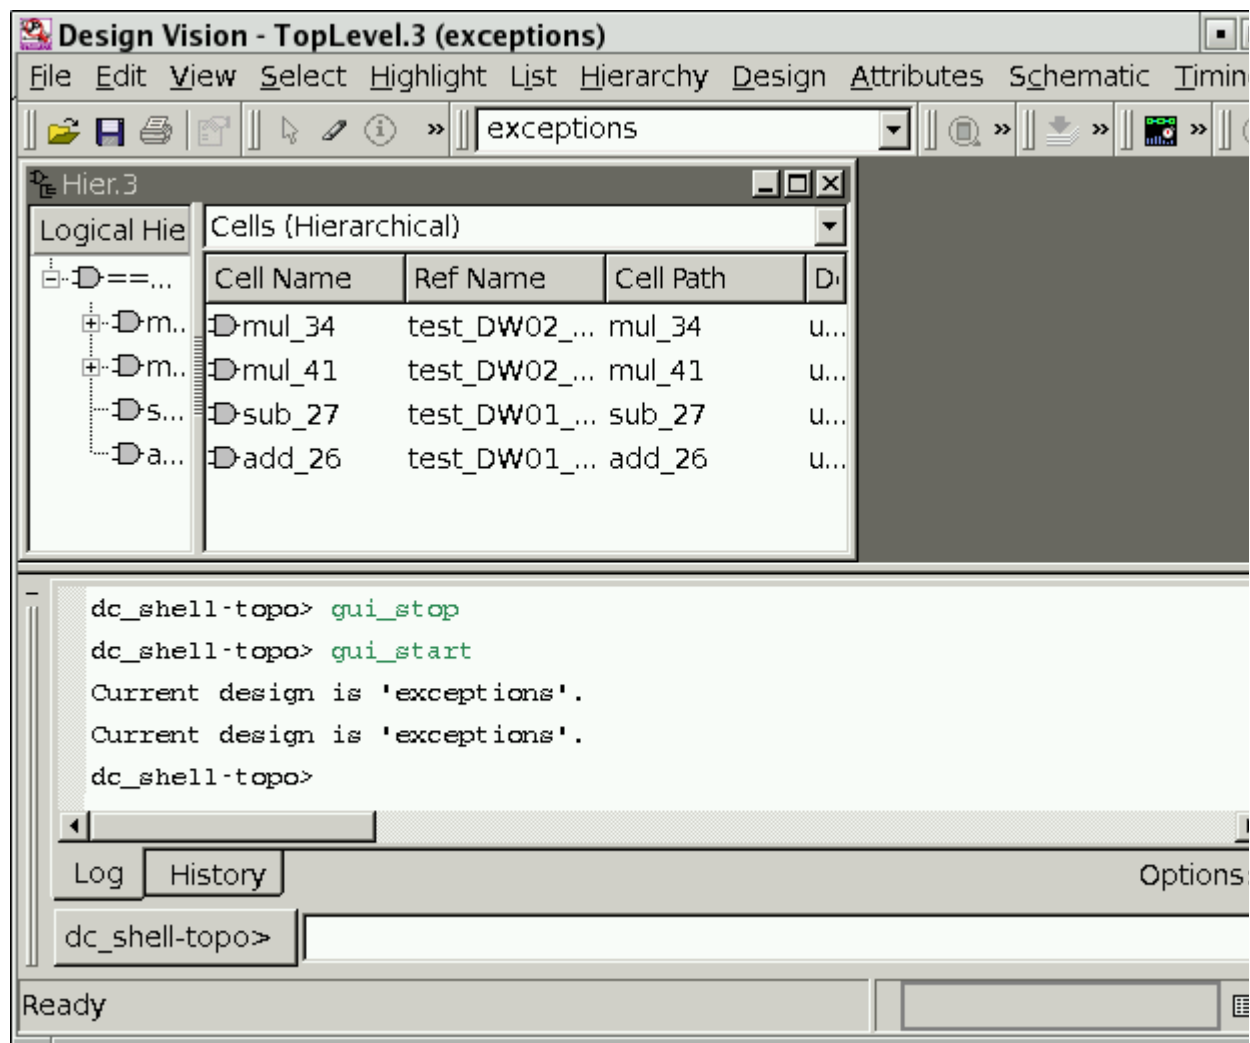 Design Vision - TopLevel.3 (exceptions)
File Edit View Select Highlight List Hierarchy Design Attributes Schematic Timin
exceptions
Hier.3
Logical Hie Cells (Hierarchical)
==... Cell Name Ref Name Cell Path
m.. mul_34 test_DW02_... mul_34 u...
m.. mul_41 test_DW02_... mul_41 u...
s... sub_27 test_DW01_... sub_27 u...
a... add_26 test_DW01_... add_26 u...
dc_shell-topo> gui_stop
dc_shell-topo> gui_start
Current design is 'exceptions'.
Current design is 'exceptions'.
dc_shell-topo>
Log History Options:
dc_shell-topo>
Ready